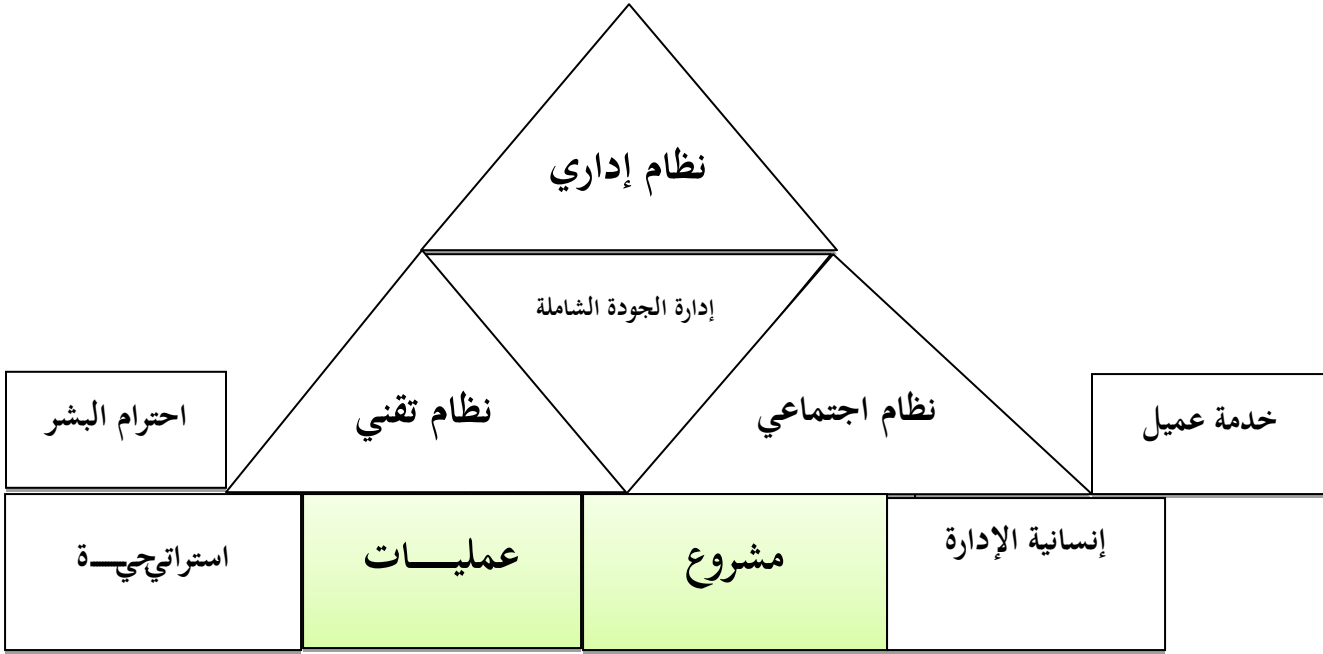 نظام إداري
إدارة الجودة الشاملة
نظام اجتماعي
نظام تقني
خدمة عميل
احترام البشر
إنسانية الإدارة
مشروع
عمليـــات
استراتيجيـــة